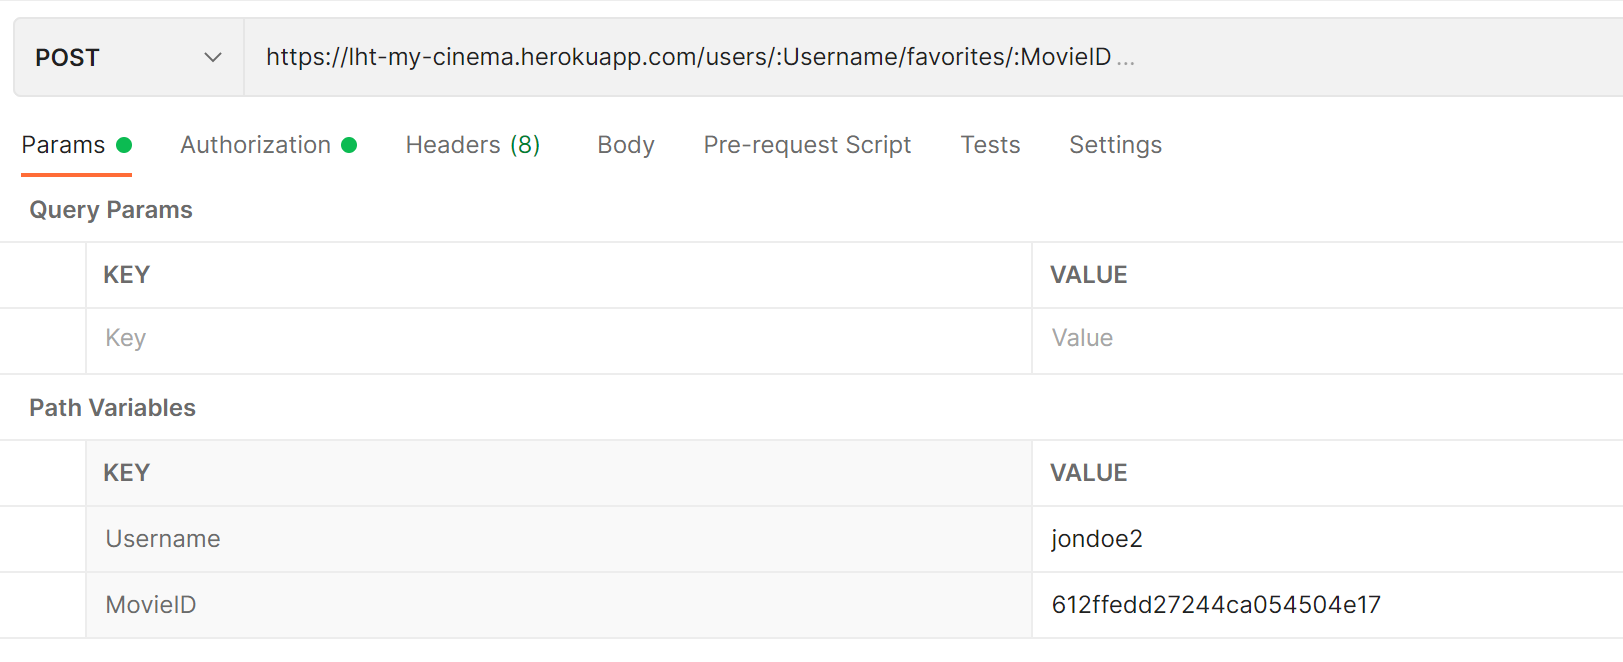 POST https://lht-my-cinema.herokuapp.com/users/:Username/favorites/:MovieID ...
Params Authorization Headers (8) Body Pre-request Script Tests Settings
Query Params
KEY VALUE
Key Value
Path Variables
KEY VALUE
Username jondoe2
MovieID 612ffedd27244ca054504e17